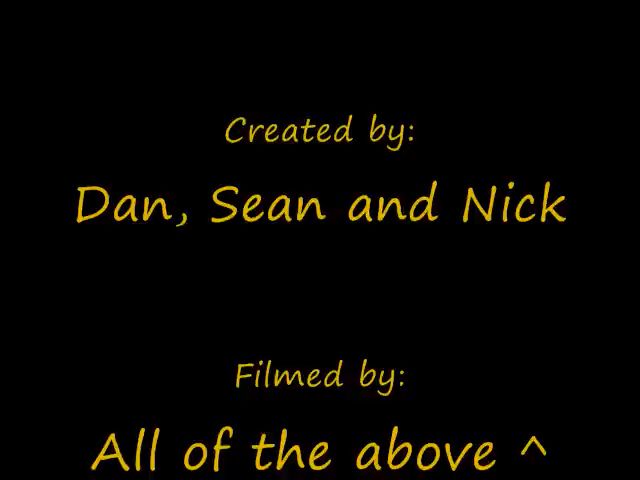 Created by:
Dan, Sean and Nick
Filmed by:
All of the above ^